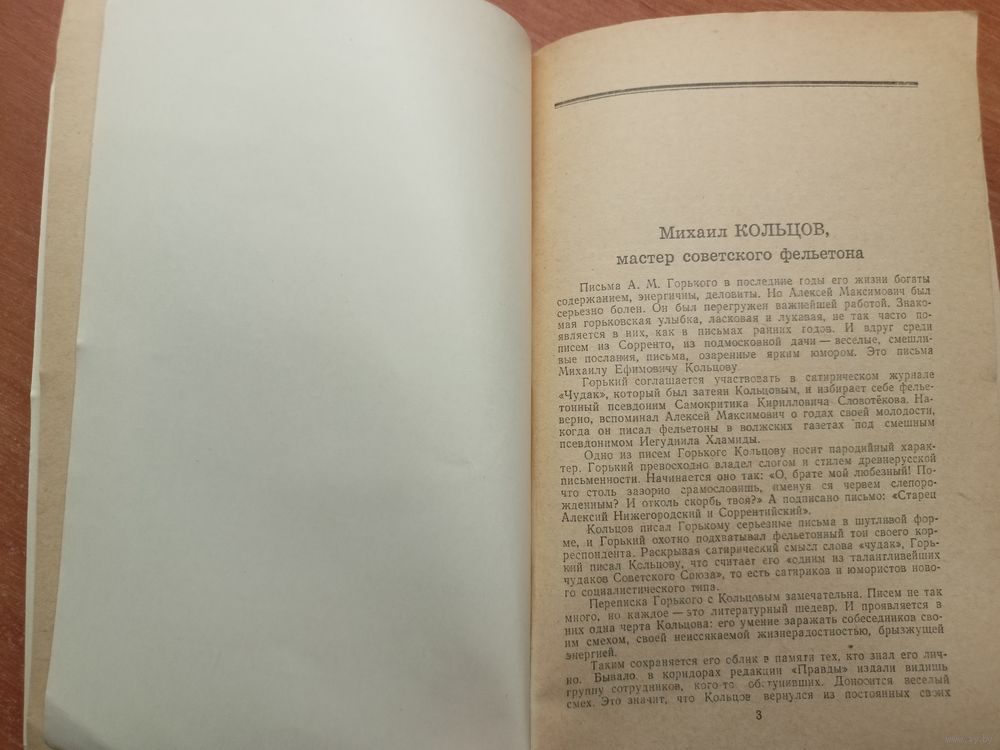 Михаил КОЛЬЦОВ,
мастер советского фельетона
Письма А. М. Горького в последние годы его жизни богаты
содержанием, энергичны, деловиты. Но Алексей Максимович был
серьезно болен. Он был перегружен важнейшей работой. Знако-
мая горьковская улыбка, ласковая и лукавая, не так часто по-
является в них, как в письмах ранних годов. И вдруг среди
писем из Сорренто, из подмосковной дачи — веселые, смешли-
вые послания, письма, озаренные ярким юмором. Это письма
Михаилу Ефимовичу Кольцову.
Горький соглашается участвовать в сатирическом журнале
«Чудак», который был затеян Кольцовым, и избирает себе фелье-
тонный псевдоним Самокритика Кирилловича Словотёкова. На-
верно, вспоминал Алексей Максимович о годах своей молодости,
когда он писал фельетоны в волжских газетах под смешным
псевдонимом Иегудиила Хламиды.
Одно из писем Горького Кольцову носит пародийный харак-
тер. Горький превосходно владел слогом и стилем древнерусской
письменности. Начинается оно так: «О, брате мой любезный! По-
что столь зазорно срамословишь, именуя ся червем слепоро-
жденным? И отколь скорбь твоя?» А подписано письмо: «Старец
Алексий Нижегородский и Соррентийский».
Кольцов писал Горькому серьезные письма в шутливой фор-
ме, и Горький охотно подхватывал фельетонный тон своего кор-
респондента. Раскрывая сатирический смысл слова «чудак», Горь-
кий писал Кольцову, что считает его «одним из талантливейших
чудаков Советского Союза», то есть сатириков и юмористов ново-
го социалистического типа.
Переписка Горького с Кольцовым замечательна. Писем не так
много, но каждое — это литературный шедевр. И проявляется в
них одна черта Кольцова: его умение заражать собеседников сво-
им смехом, своей неиссякаемой жизнерадостностью, брызжущей
энергией.
Таким сохраняется его облик в памяти тех, кто знал его лич-
но. Бывало, в коридорах редакции «Правды» издали видишь
группу сотрудников, кого-то обступивших. Доносится веселый
смех. Это значит, что Кольцов вернулся из постоянных своих
3